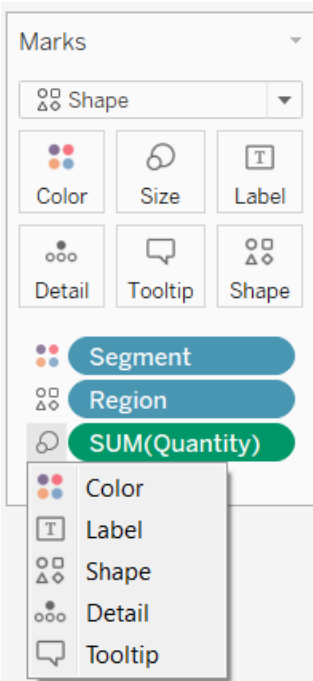 Marks
Shape
Color Size Label
Detail Tooltip Shape
Segment
Region
SUM(Quantity)
Color
Label
Shape
Detail
Tooltip